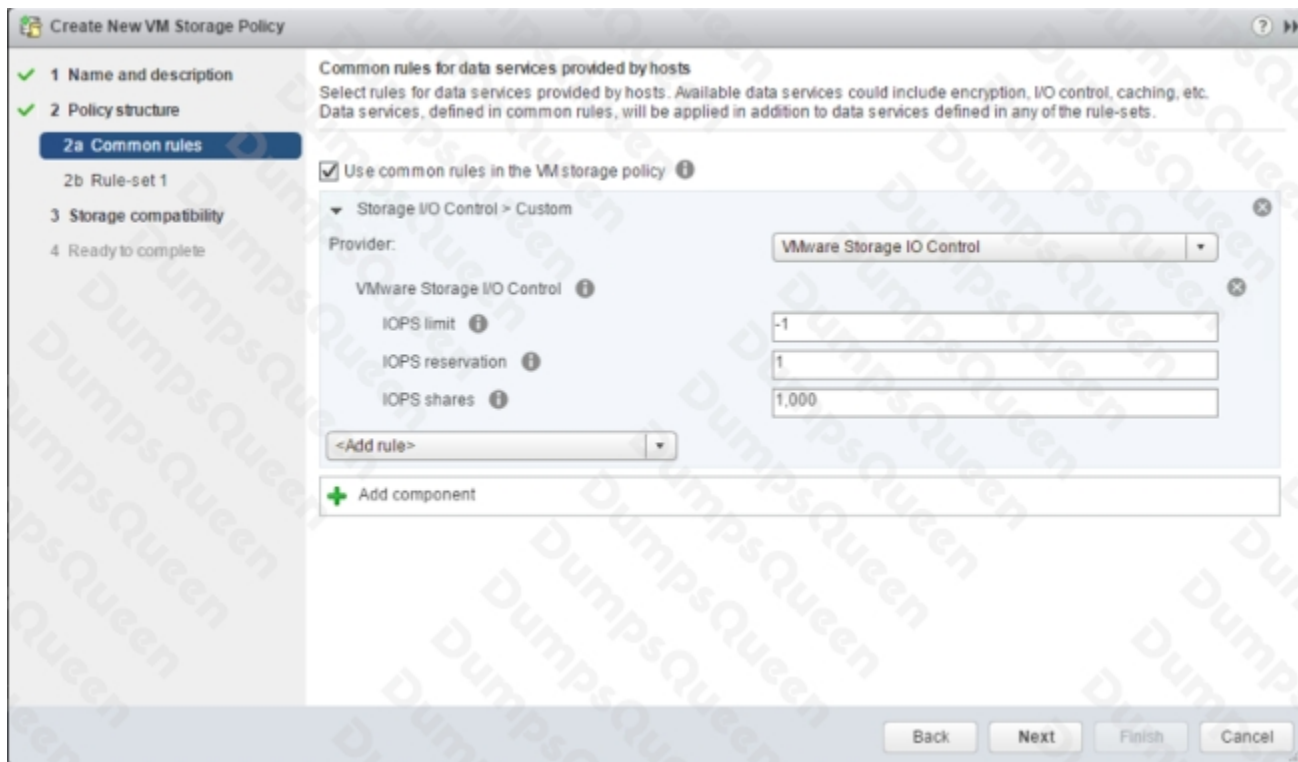 Create New VM Storage Policy
1 Name and description
2 Policy structure
2a Common rules
2b Rule-set 1
3 Storage compatibility
4 Ready to complete
Common rules for data services provided by hosts
Select rules for data services provided by hosts. Available data services could include encryption, I/O control, caching, etc.
Data services, defined in common rules, will be applied in addition to data services defined in any of the rule-sets.
Use common rules in the VM storage policy
Storage I/O Control > Custom
Provider: VMware Storage IO Control
VMware Storage I/O Control
IOPS limit -1
IOPS reservation 1
IOPS shares 1,000
<Add rule>
Add component
Back Next Finish Cancel
DumpsQueen